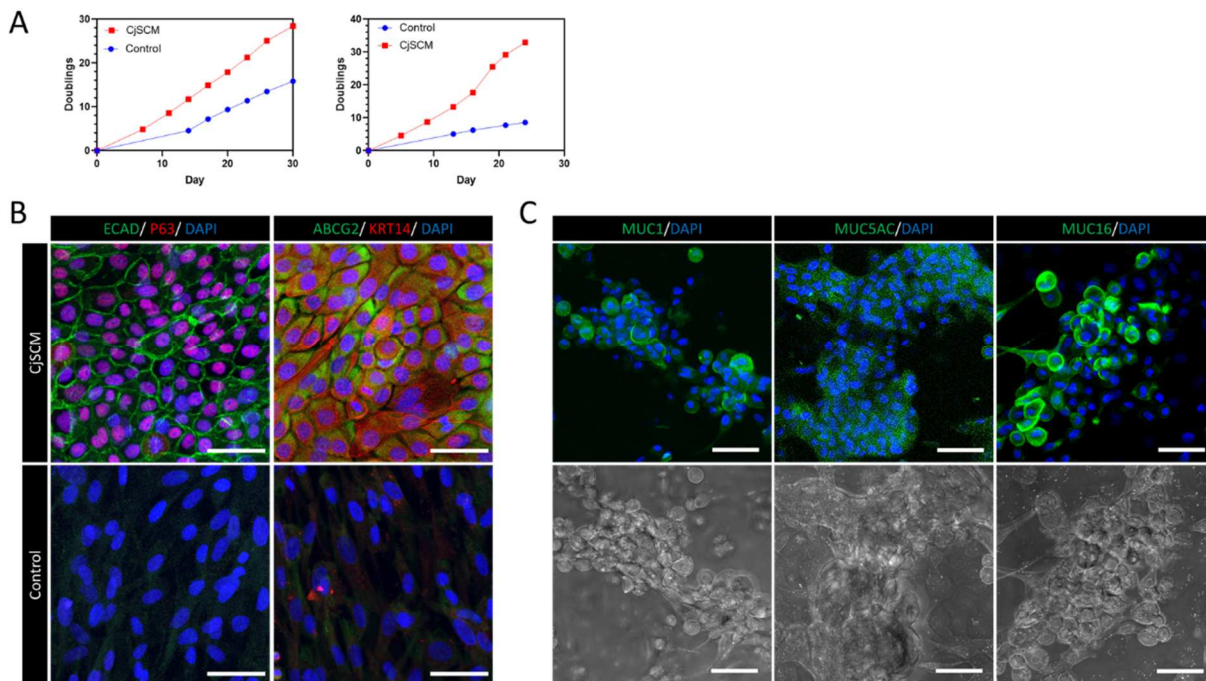 A
30
20
10
0
Doublings
CjSCM
Control
0 10 20 30
Day
40
30
20
10
0
Doublings
Control
CjSCM
0 10 20 30
Day
B
ECAD/ P63/ DAPI
ABCG2/ KRT14/ DAPI
CjSCM
Control
C
MUC1/DAPI
MUC5AC/DAPI
MUC16/DAPI